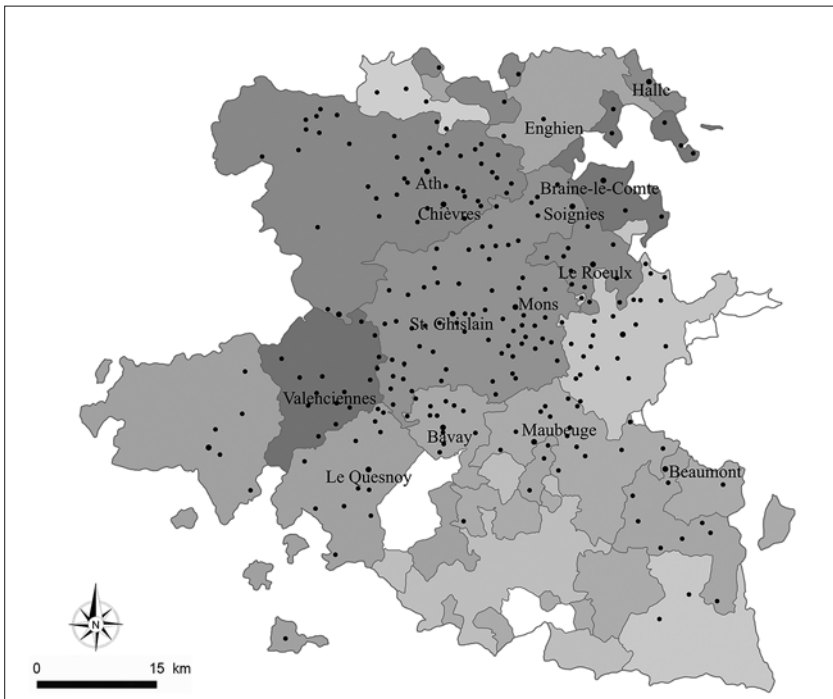 Halle
Enghien
Ath
Braine-le-Comte
Chièvres
Soignies
Le Roeulx
Mons
St. Ghislain
Valenciennes
Bavay
Maubeuge
Le Quesnoy
Beaumont
N
0 15 km